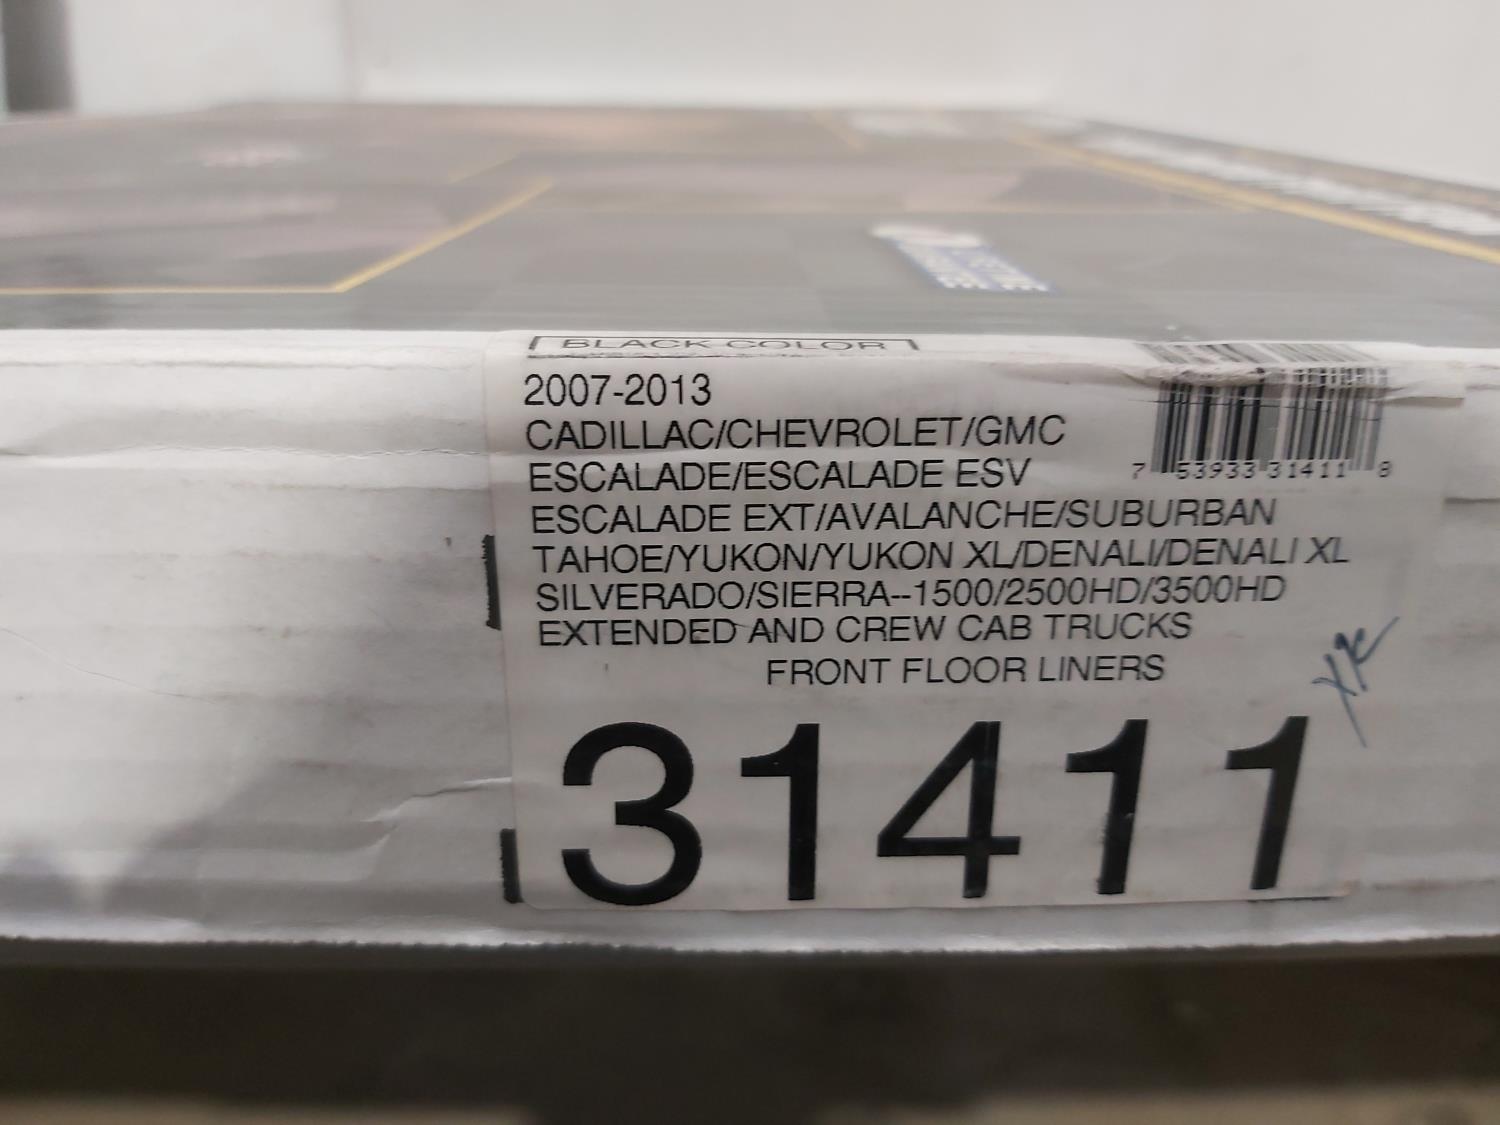 BLACK COLOR
2007-2013
CADILLAC/CHEVROLET/GMC
ESCALADE/ESCALADE ESV
7 53933 31411 8
ESCALADE EXT/AVALANCHE/SUBURBAN
TAHOE/YUKON/YUKON XL/DENALI/DENALI XL
SILVERADO/SIERRA--1500/2500HD/3500HD
EXTENDED AND CREW CAB TRUCKS
FRONT FLOOR LINERS
31411